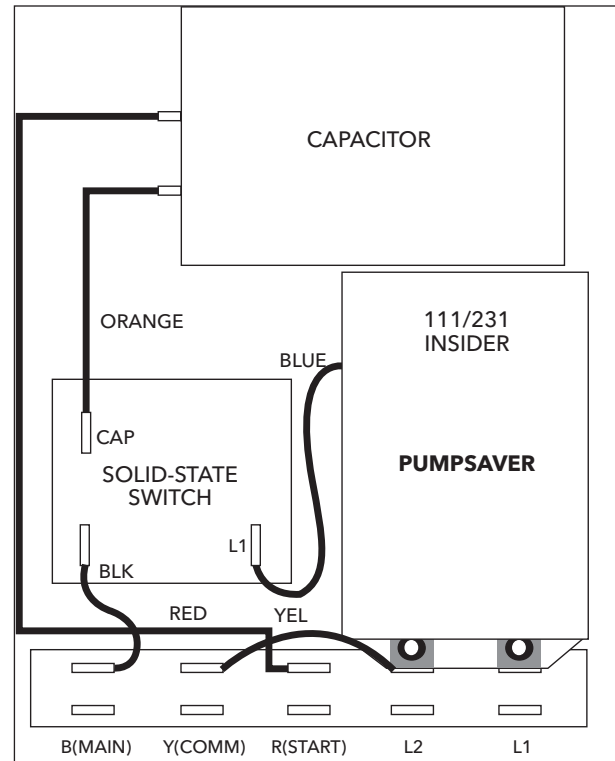 CAPACITOR
ORANGE
111/231
INSIDER
BLUE
CAP
PUMPSAVER
SOLID-STATE
SWITCH
L1
BLK
RED
YEL
B(MAIN)
Y(COMM)
R(START)
L2
L1